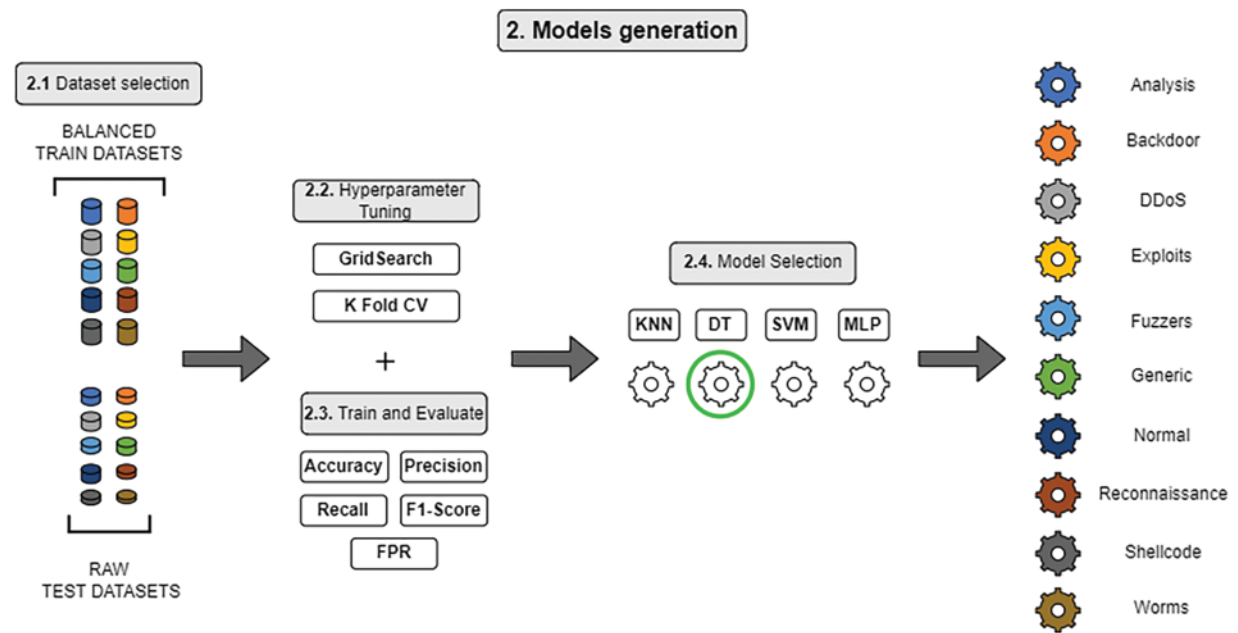 2. Models generation
2.1 Dataset selection
BALANCED
TRAIN DATASETS
RAW
TEST DATASETS
2.2. Hyperparameter
Tuning
GridSearch
K Fold CV
+
2.3. Train and Evaluate
Accuracy
Precision
Recall
F1-Score
FPR
2.4. Model Selection
KNN
DT
SVM
MLP
Analysis
Backdoor
DDoS
Exploits
Fuzzers
Generic
Normal
Reconnaissance
Shellcode
Worms